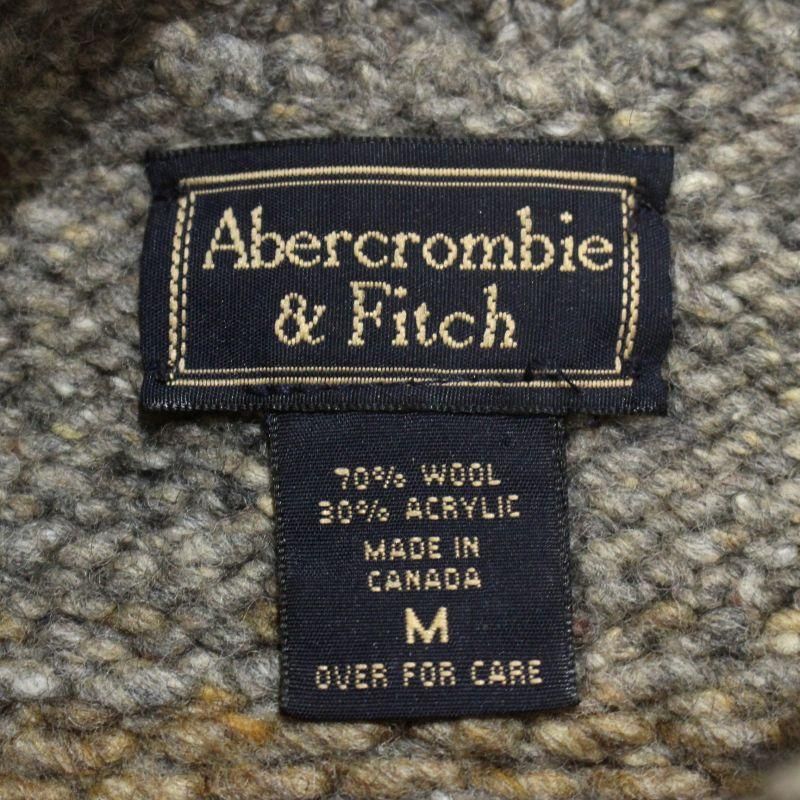 Abercrombie
& Fitch
70% WOOL
30% ACRYLIC
MADE IN
CANADA
M
OVER FOR CARE